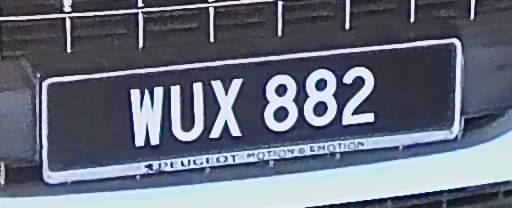 WUX 882
PEUGEOT MOTION & EMOTION